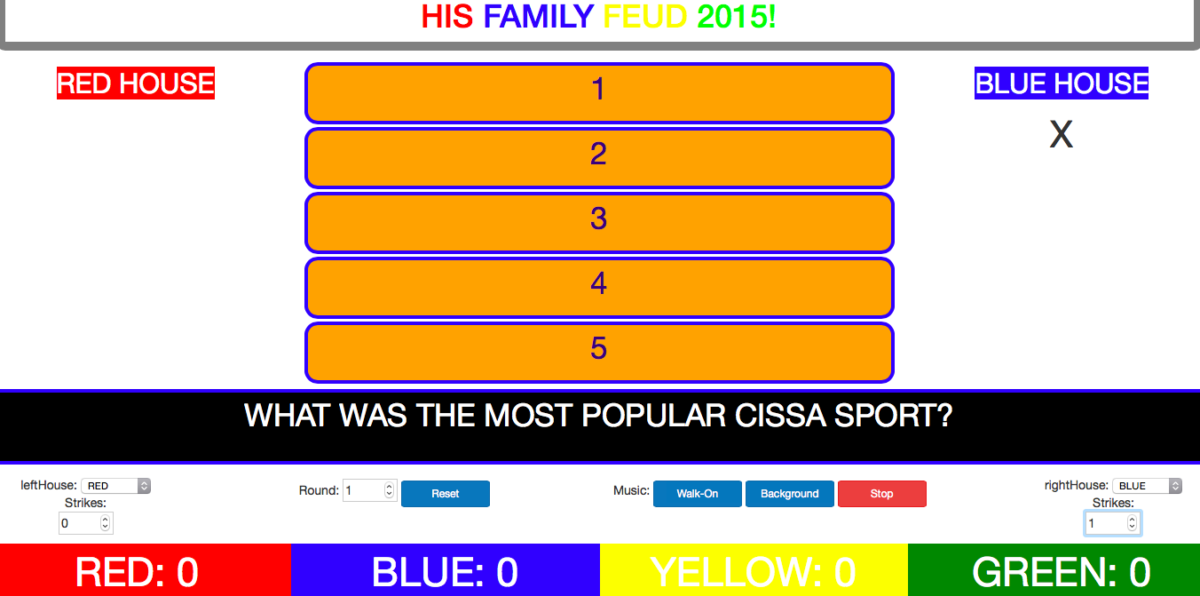 HIS FAMILY FEUD 2015!
RED HOUSE
BLUE HOUSE
X
1
2
3
4
5
WHAT WAS THE MOST POPULAR CISSA SPORT?
leftHouse: RED
Strikes:
0
Round: 1 Reset
Music: Walk-On Background Stop
rightHouse: BLUE
Strikes:
1
RED: 0 BLUE: 0 YELLOW: 0 GREEN: 0